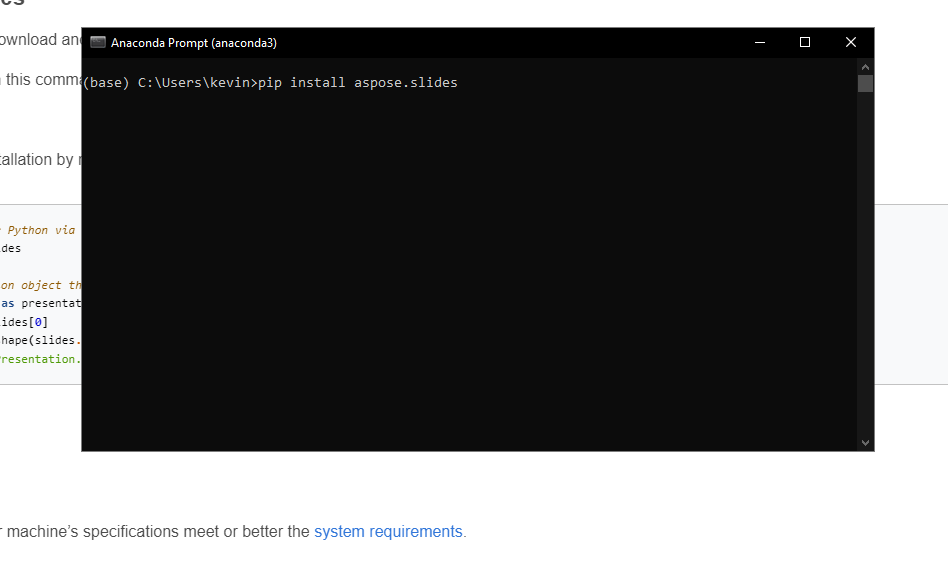 ownload and
Anaconda Prompt (anaconda3)
this comma
(base) C:\Users\kevin>pip install aspose.slides
tallation by
Python via
des
on object th
as presentat
ides[0]
hape(slides.
resentation.
machine’s specifications meet or better the system requirements.